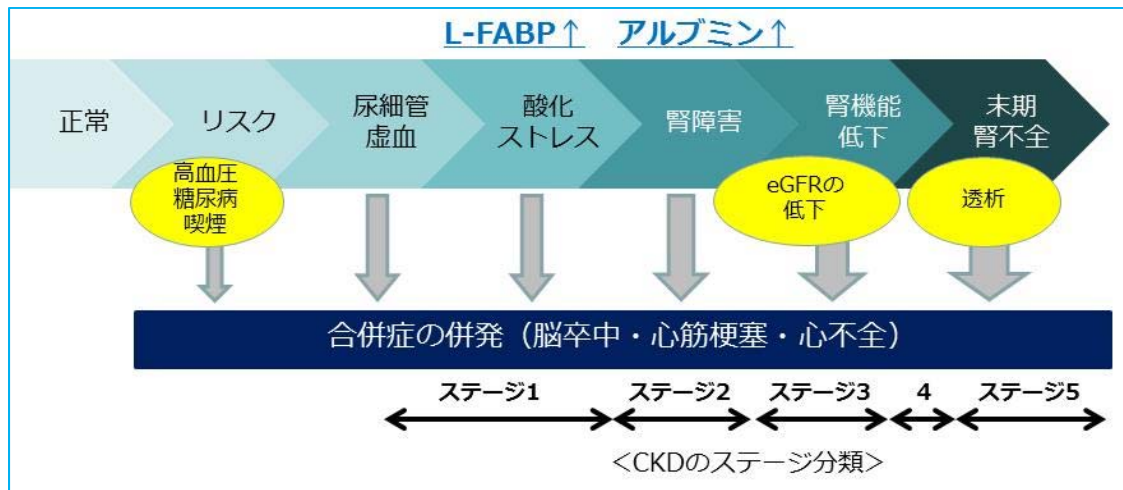 L-FABP↑ アルブミン↑
正常
リスク
尿細管
虚血
酸化
ストレス
腎障害
腎機能
低下
末期
腎不全
高血圧
糖尿病
喫煙
eGFRの
低下
透析
合併症の併発（脳卒中・心筋梗塞・心不全）
ステージ1 ステージ2 ステージ3 4 ステージ5
＜CKDのステージ分類＞